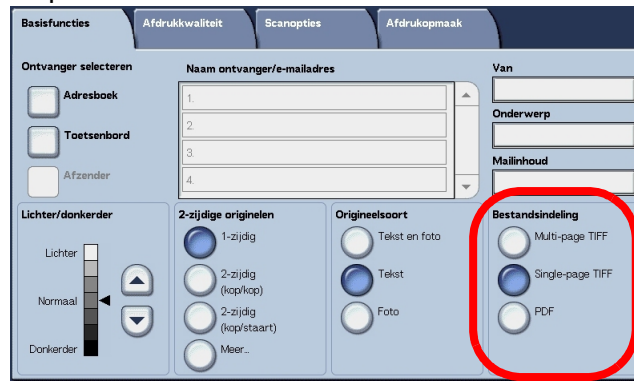 Basisfuncties
Afdrukkwaliteit
Scanopties
Afdrukopmaak
Ontvanger selecteren
Naam ontvanger/e-mailadres
Van
Adresboek
1.
Onderwerp
Toetsenbord
2.
3.
Mailinhoud
Afzender
4.
Lichter/donkerder
2-zijdige originelen
Origineelsoort
Bestandsindeling
Lichter
1-zijdig
Tekst en foto
Multi-page TIFF
2-zijdig
(kop/kop)
Tekst
Single-page TIFF
Normaal
2-zijdig
(kop/staart)
Foto
PDF
Donkerder
Meer...